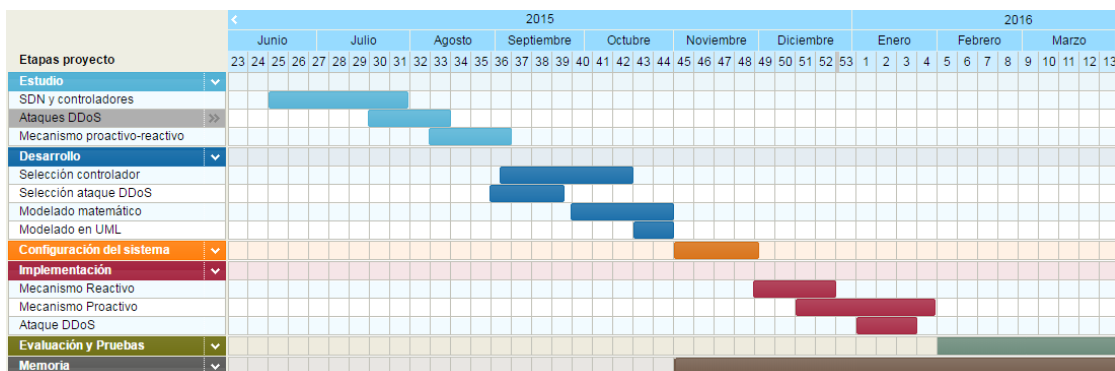 2015 2016
Junio Julio Agosto Septiembre Octubre Noviembre Diciembre Enero Febrero Marzo
Etapas proyecto 23 24 25 26 27 28 29 30 31 32 33 34 35 36 37 38 39 40 41 42 43 44 45 46 47 48 49 50 51 52 53 1 2 3 4 5 6 7 8 9 10 11 12 13
Estudio
SDN y controladores
Ataques DDoS
Mecanismo proactivo-reactivo
Desarrollo
Selección controlador
Selección ataque DDoS
Modelado matemático
Modelado en UML
Configuración del sistema
Implementación
Mecanismo Reactivo
Mecanismo Proactivo
Ataque DDoS
Evaluación y Pruebas
Memoria